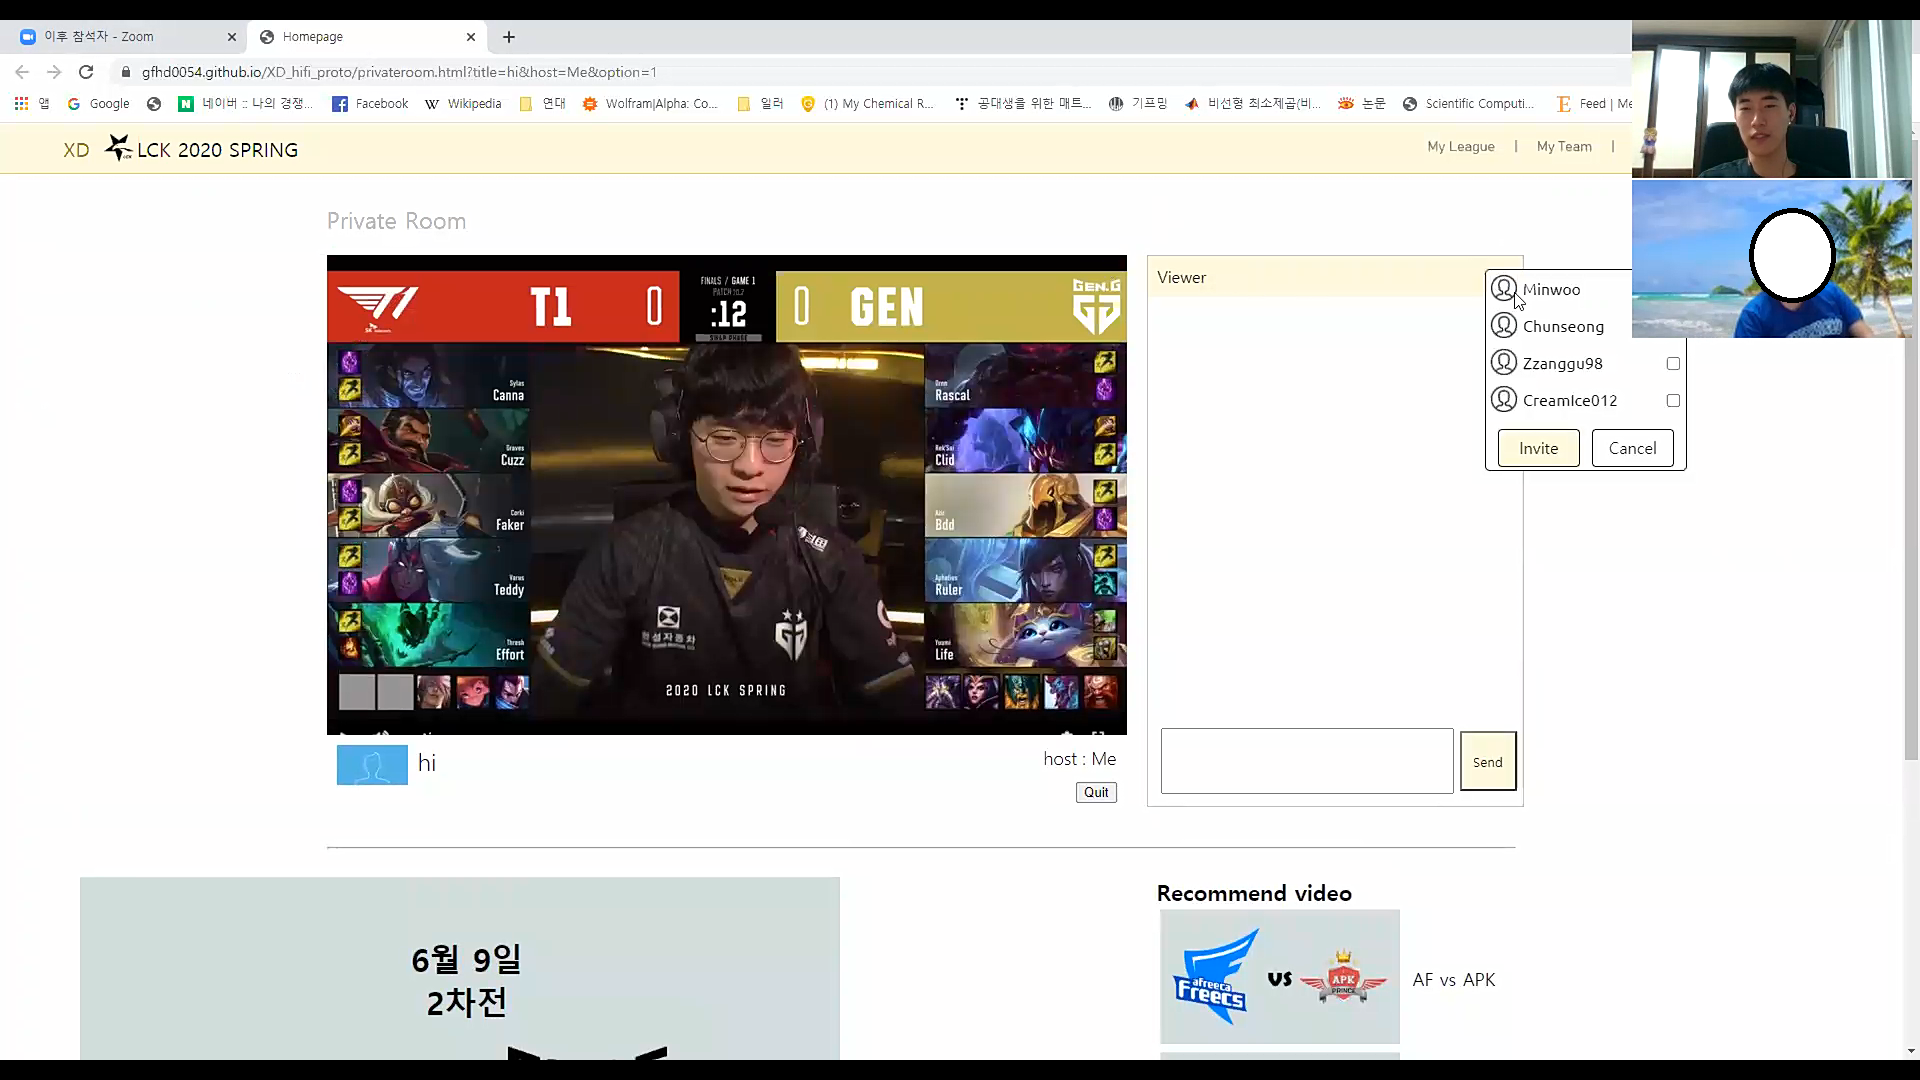 이후 참석자 - Zoom
Homepage
gfhd0054.github.io/XD_hifi_proto/privateroom.html?title=hi&host=Me&option=1
앱
Google
네이버 :: 나의 경쟁...
Facebook
Wikipedia
연대
Wolfram|Alpha: Co...
일러
(1) My Chemical R...
공대생을 위한 매트...
기프밍
비선형 최소제곱(비...
논문
Scientific Computi...
Feed | Me
XD
LCK 2020 SPRING
My League
|
My Team
|
Private Room
T1
0
FINALS / GAME 1
:12
SWAP PHASE
0
GEN
GEN.G
Sylas
Canna
Graves
Cuzz
Corki
Faker
Varus
Teddy
Thresh
Effort
Ornn
Rascal
Rek'Sai
Clid
Azir
Bdd
Aphelios
Ruler
Yuumi
Life
2020 LCK SPRING
Viewer
Minwoo
Chunseong
Zzanggu98
CreamIce012
Invite
Cancel
Send
hi
host : Me
Quit
6월 9일
2차전
Recommend video
afreeca
Freecs
vs
APK
PRINCE
AF vs APK